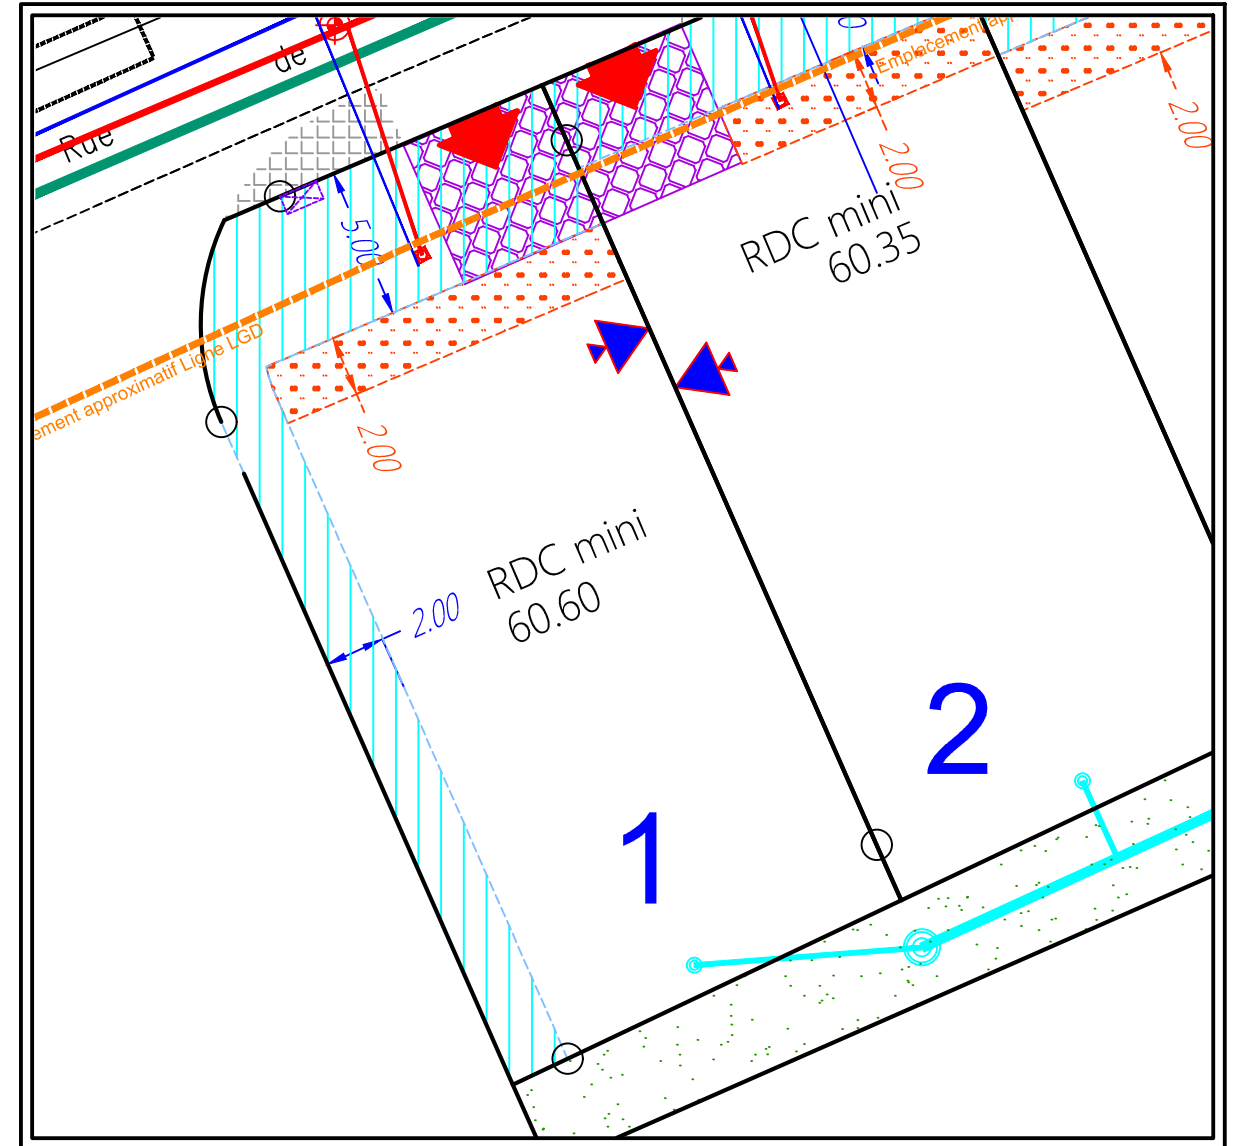 Rue
de
Emplacement ap
5.00
2.00
2.00
RDC mini
60.35
ement approximatif Ligne LGD
2.00
RDC mini
60.60
2.00
2
1